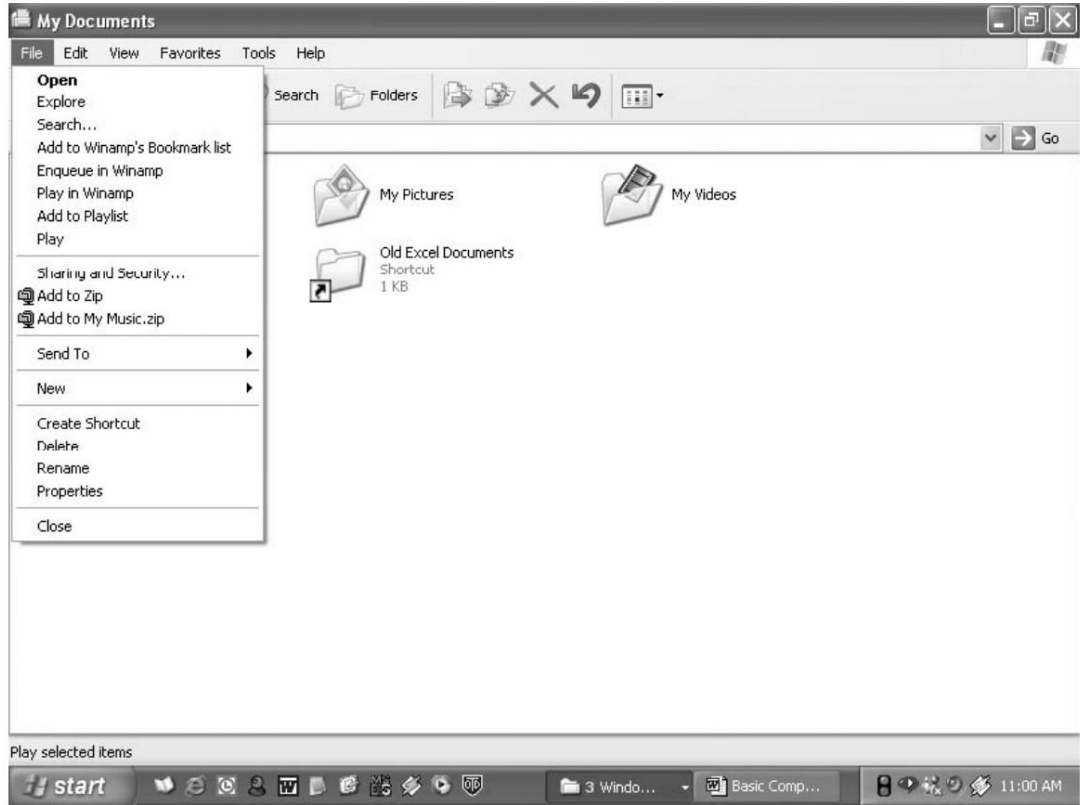 My Documents
File Edit View Favorites Tools Help
Open
Explore
Search...
Add to Winamp's Bookmark list
Enqueue in Winamp
Play in Winamp
Add to Playlist
Play
Sharing and Security...
Add to Zip
Add to My Music.zip
Send To
New
Create Shortcut
Delete
Rename
Properties
Close
Search Folders
Go
My Pictures
My Videos
Old Excel Documents
Shortcut
1 KB
Play selected items
start 3 Windo... Basic Comp... 11:00 AM